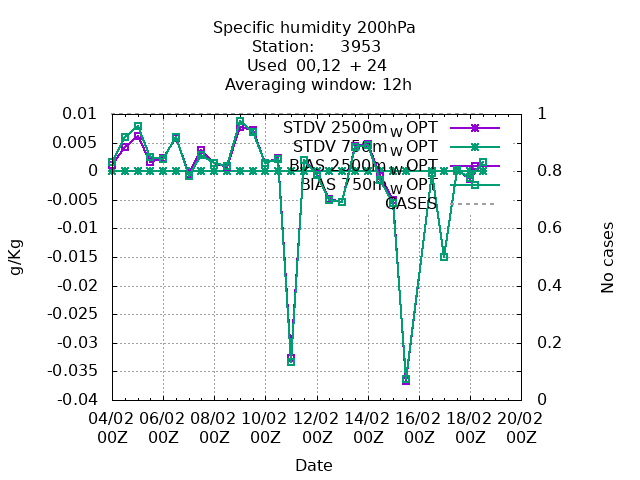 Specific humidity 200hPa
Station: 3953
Used 00,12 + 24
Averaging window: 12h
0.01
0.005
0
-0.005
-0.01
-0.015
-0.02
-0.025
-0.03
-0.035
-0.04
g/Kg
STDV 2500m_w OPT
STDV 750m_w OPT
BIAS 2500m_w OPT
BIAS 750m_w OPT
CASES
1
0.8
0.6
0.4
0.2
0
No cases
04/02 06/02 08/02 10/02 12/02 14/02 16/02 18/02 20/02
00Z 00Z 00Z 00Z 00Z 00Z 00Z 00Z 00Z
Date